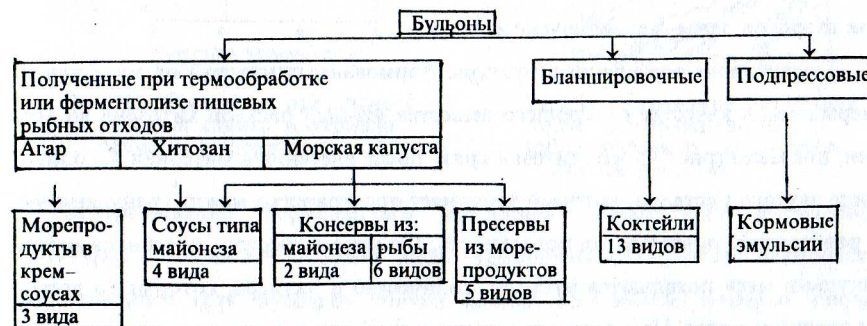 Бульоны
Полученные при термообработке
или ферментолизе пищевых
рыбных отходов
Агар Хитозан Морская капуста
Бланшировочные
Подпрессовые
Морепро-
дукты в
крем–
соусах
3 вида
Соусы типа
майонеза
4 вида
Консервы из:
майонеза рыбы
2 вида 6 видов
Пресервы
из море-
продуктов
5 видов
Коктейли
13 видов
Кормовые
эмульсий